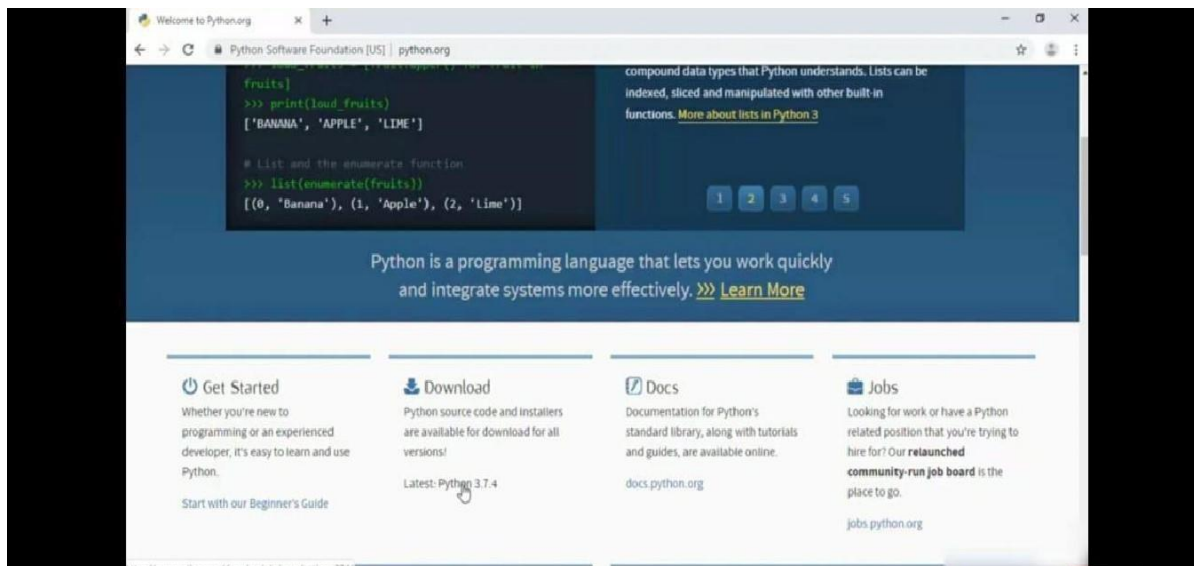 Welcome to Python.org
Python Software Foundation [US] | python.org
fruits]
>>> print(loud_fruits)
['BANANA', 'APPLE', 'LIME']
# List and the enumerate function
>>> list(enumerate(fruits))
[(0, 'Banana'), (1, 'Apple'), (2, 'Lime')]
compound data types that Python understands. Lists can be
indexed, sliced and manipulated with other built-in
functions. More about lists in Python 3
1 2 3 4 5
Python is a programming language that lets you work quickly
and integrate systems more effectively. >>> Learn More
Get Started
Whether you're new to
programming or an experienced
developer, it's easy to learn and use
Python.
Start with our Beginner's Guide
Download
Python source code and installers
are available for download for all
versions!
Latest: Python 3.7.4
Docs
Documentation for Python's
standard library, along with tutorials
and guides, are available online.
docs.python.org
Jobs
Looking for work or have a Python
related position that you're trying to
hire for? Our relaunched
community-run job board is the
place to go.
jobs.python.org